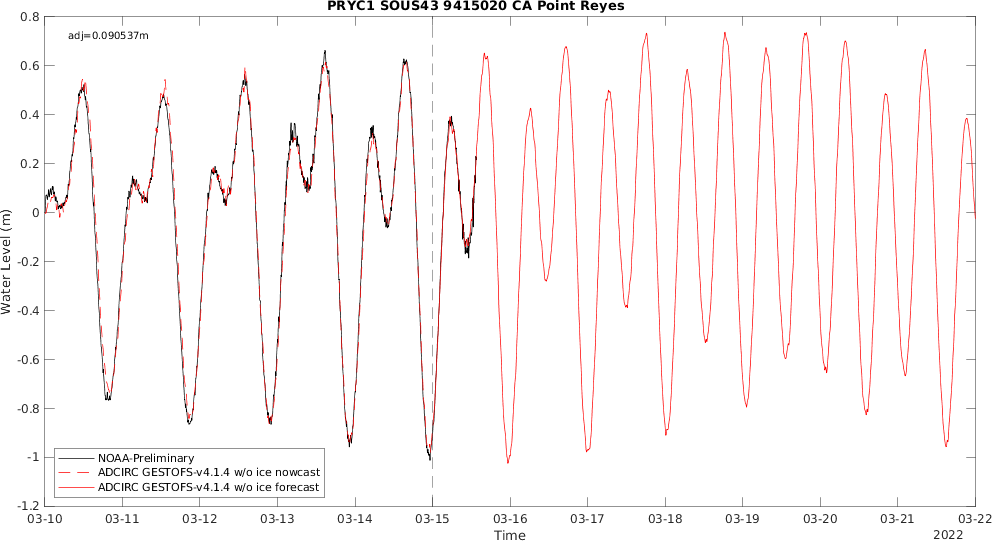 PRYC1 SOUS43 9415020 CA Point Reyes
adj=0.090537m
0.8
0.6
0.4
0.2
0
-0.2
-0.4
-0.6
-0.8
-1
-1.2
Water Level (m)
NOAA-Preliminary
ADCIRC GESTOFS-v4.1.4 w/o ice nowcast
ADCIRC GESTOFS-v4.1.4 w/o ice forecast
03-10 03-11 03-12 03-13 03-14 03-15 03-16 03-17 03-18 03-19 03-20 03-21 03-22
Time
2022